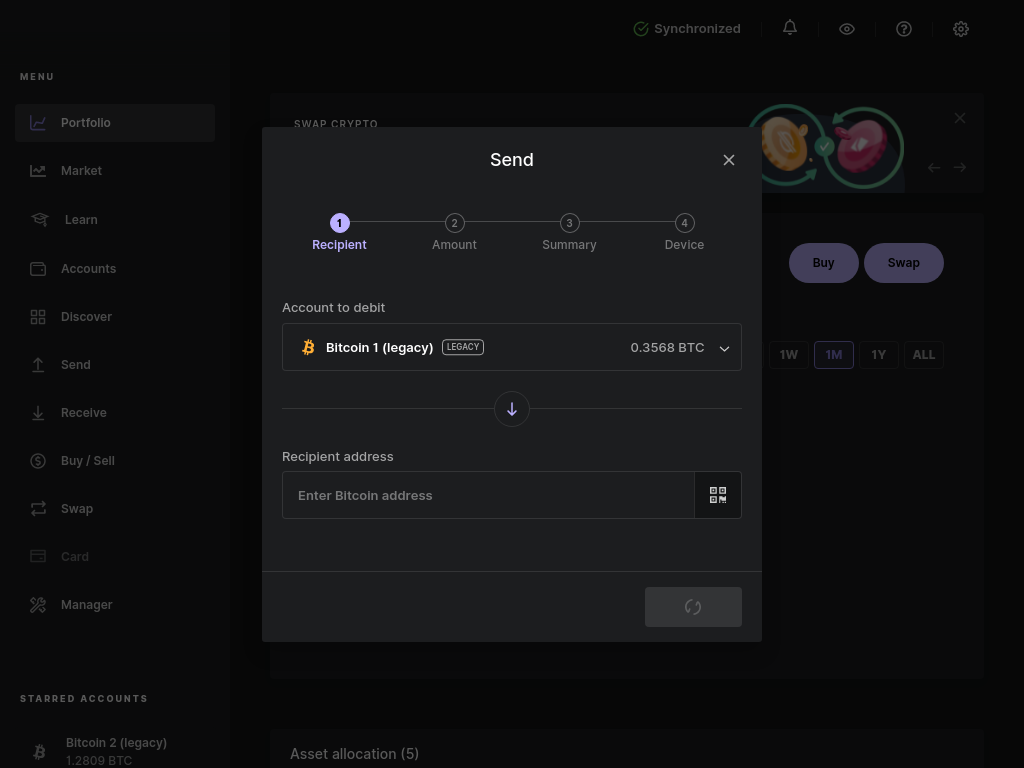 Synchronized
MENU
Portfolio
Market
Learn
Accounts
Discover
Send
Receive
Buy / Sell
Swap
Card
Manager
STARRED ACCOUNTS
Bitcoin 2 (legacy)
1.2809 BTC
SWAP CRYPTO
Buy
Swap
1W
1M
1Y
ALL
Asset allocation (5)
Send
1
2
3
4
Recipient
Amount
Summary
Device
Account to debit
Bitcoin 1 (legacy) LEGACY 0.3568 BTC
Recipient address
Enter Bitcoin address